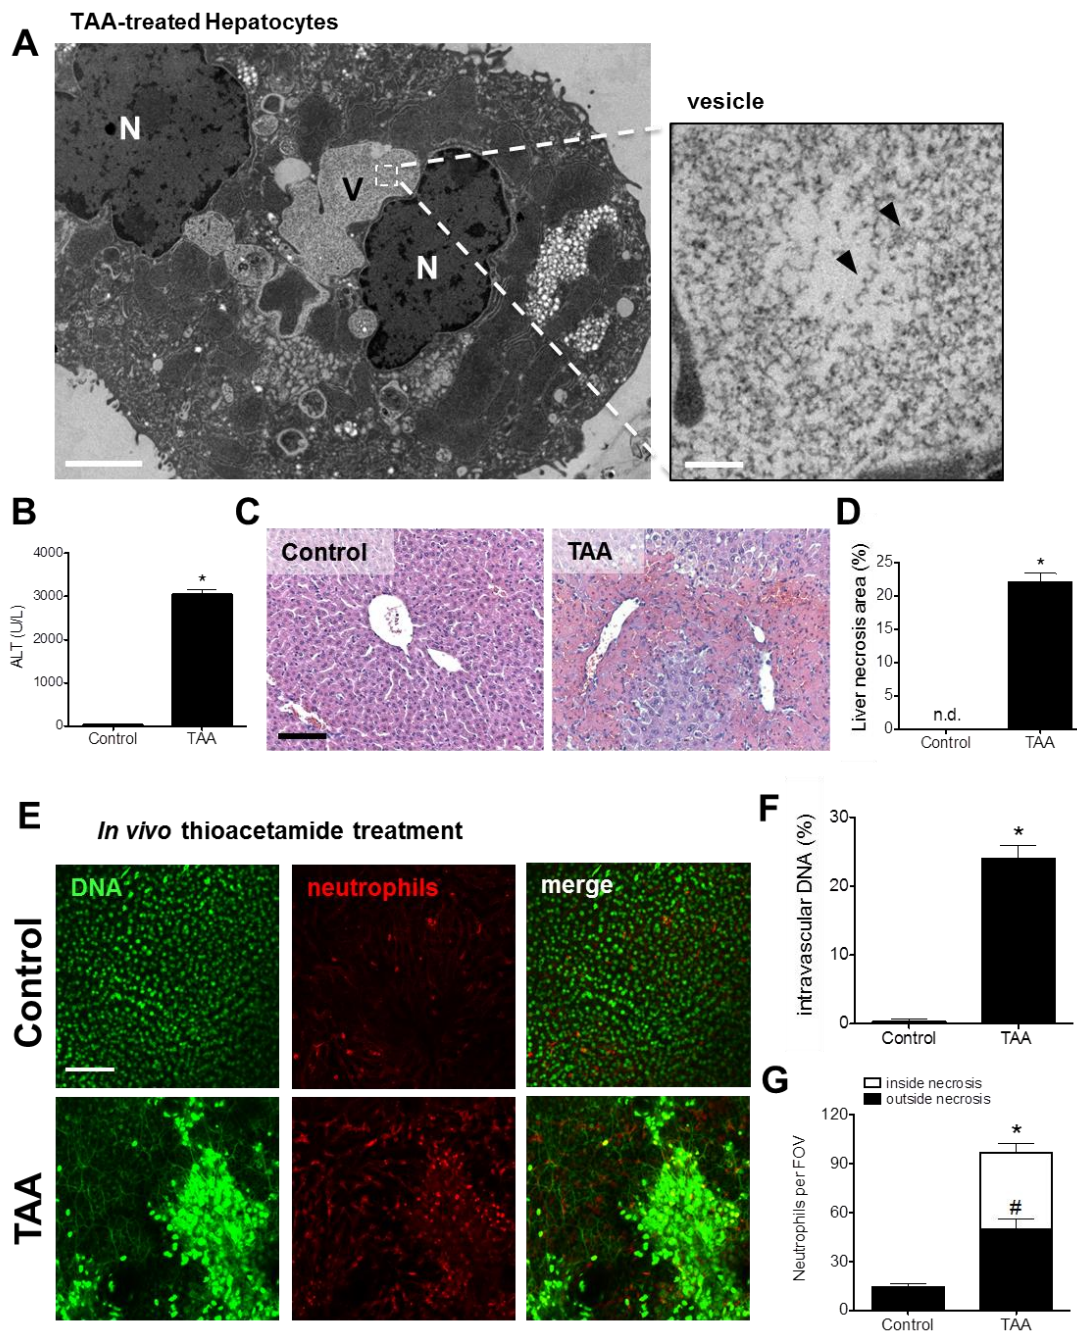 TAA-treated Hepatocytes
A
N
V
N
vesicle
B
ALT (U/L)
4000
3000
2000
1000
0
*
Control
TAA
C
Control
TAA
D
Liver necrosis area (%)
25
20
15
10
5
0
*
n.d.
Control
TAA
E
In vivo thioacetamide treatment
DNA
neutrophils
merge
Control
TAA
F
intravascular DNA (%)
30
20
10
0
*
Control
TAA
G
inside necrosis
outside necrosis
Neutrophils per FOV
120
90
60
30
0
*
#
Control
TAA